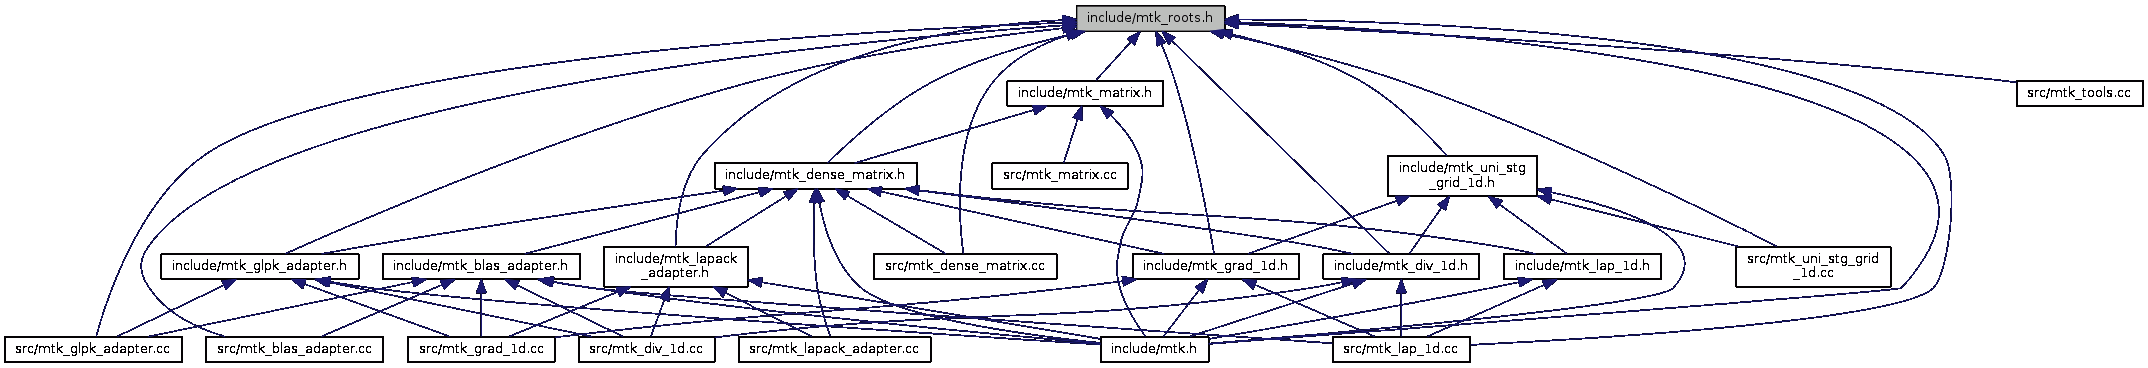 include/mtk_roots.h
include/mtk_matrix.h
src/mtk_tools.cc
include/mtk_dense_matrix.h
src/mtk_matrix.cc
include/mtk_uni_stg
_grid_1d.h
include/mtk_glpk_adapter.h
include/mtk_blas_adapter.h
include/mtk_lapack
_adapter.h
src/mtk_dense_matrix.cc
include/mtk_grad_1d.h
include/mtk_div_1d.h
include/mtk_lap_1d.h
src/mtk_uni_stg_grid
_1d.cc
src/mtk_glpk_adapter.cc
src/mtk_blas_adapter.cc
src/mtk_grad_1d.cc
src/mtk_div_1d.cc
src/mtk_lapack_adapter.cc
include/mtk.h
src/mtk_lap_1d.cc